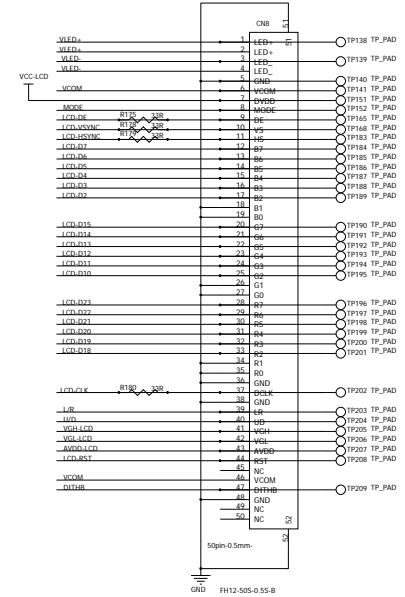 CN8
51
51
VLED+ 1 LED+ TP138 TP_PAD
VLED+ 2 LED+
VLED- 3 LED_ TP139 TP_PAD
VLED- 4 LED_
VCC-LCD
5 GND TP140 TP_PAD
VCOM 6 VCOM TP141 TP_PAD
7 DVDD TP151 TP_PAD
MODE 8 MODE TP152 TP_PAD
LCD-DE R175 33R 9 DE TP165 TP_PAD
LCD-VSYNC R178 33R 10 VS TP168 TP_PAD
LCD-HSYNC R179 33R 11 HS TP183 TP_PAD
LCD-D7 12 B7 TP184 TP_PAD
LCD-D6 13 B6 TP185 TP_PAD
LCD-D5 14 B5 TP186 TP_PAD
LCD-D4 15 B4 TP187 TP_PAD
LCD-D3 16 B3 TP188 TP_PAD
LCD-D2 17 B2 TP189 TP_PAD
18 B1
19 B0
LCD-D15 20 G7 TP190 TP_PAD
LCD-D14 21 G6 TP191 TP_PAD
LCD-D13 22 G5 TP192 TP_PAD
LCD-D12 23 G4 TP193 TP_PAD
LCD-D11 24 G3 TP194 TP_PAD
LCD-D10 25 G2 TP195 TP_PAD
26 G1
27 G0
LCD-D23 28 R7 TP196 TP_PAD
LCD-D22 29 R6 TP197 TP_PAD
LCD-D21 30 R5 TP198 TP_PAD
LCD-D20 31 R4 TP199 TP_PAD
LCD-D19 32 R3 TP200 TP_PAD
LCD-D18 33 R2 TP201 TP_PAD
34 R1
35 R0
36 GND
LCD-CLK R180 33R 37 DCLK TP202 TP_PAD
38 GND
L/R 39 LR TP203 TP_PAD
U/D 40 UD TP204 TP_PAD
VGH-LCD 41 VGH TP205 TP_PAD
VGL-LCD 42 VGL TP206 TP_PAD
AVDD-LCD 43 AVDD TP207 TP_PAD
LCD-RST 44 RST TP208 TP_PAD
45 NC
VCOM 46 VCOM
DITHB 47 DITHB TP209 TP_PAD
48 GND
49 NC
50 NC
52
52
50pin-0.5mm-
GND
FH12-50S-0.5S-B